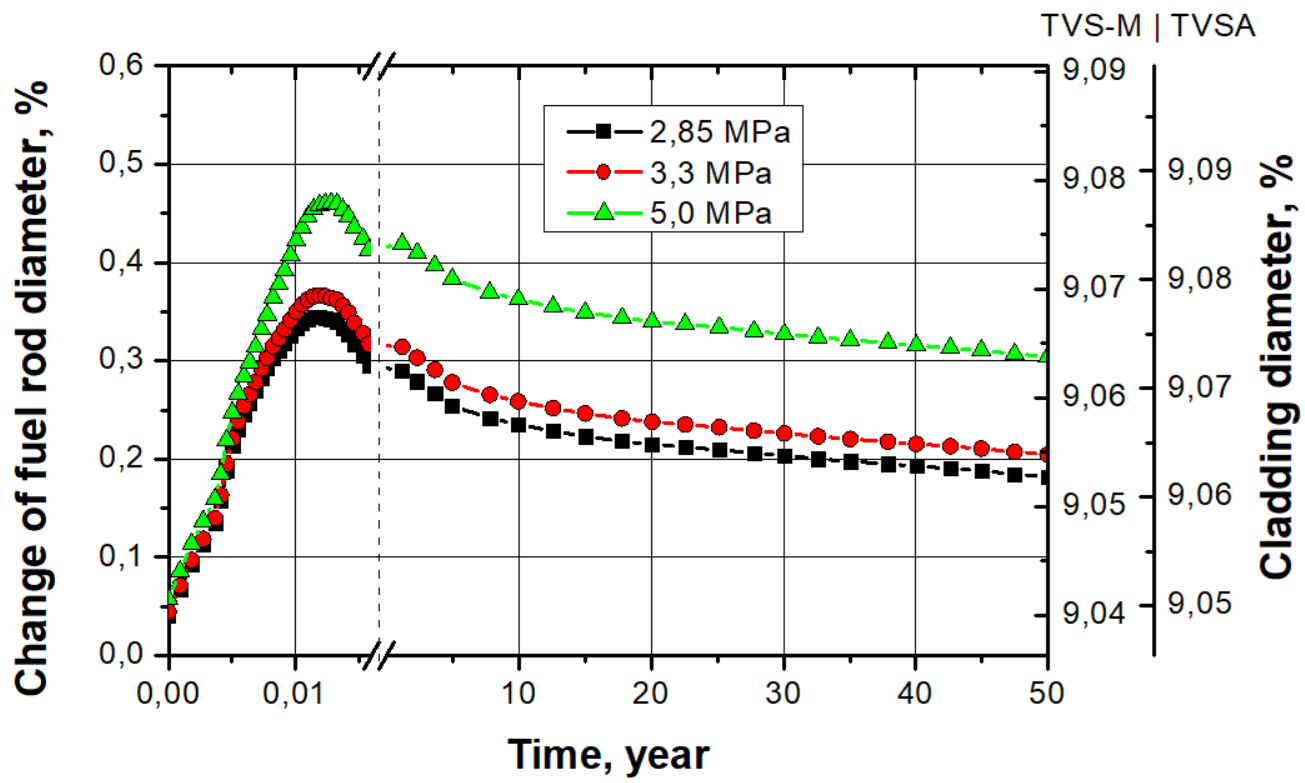 TVS-M | TVSA
Change of fuel rod diameter, %
0,6
0,5
0,4
0,3
0,2
0,1
0,0
2,85 MPa
3,3 MPa
5,0 MPa
9,09
9,08
9,07
9,06
9,05
9,04
9,09
9,08
9,07
9,06
9,05
Cladding diameter, %
0,00 0,01 10 20 30 40 50
Time, year